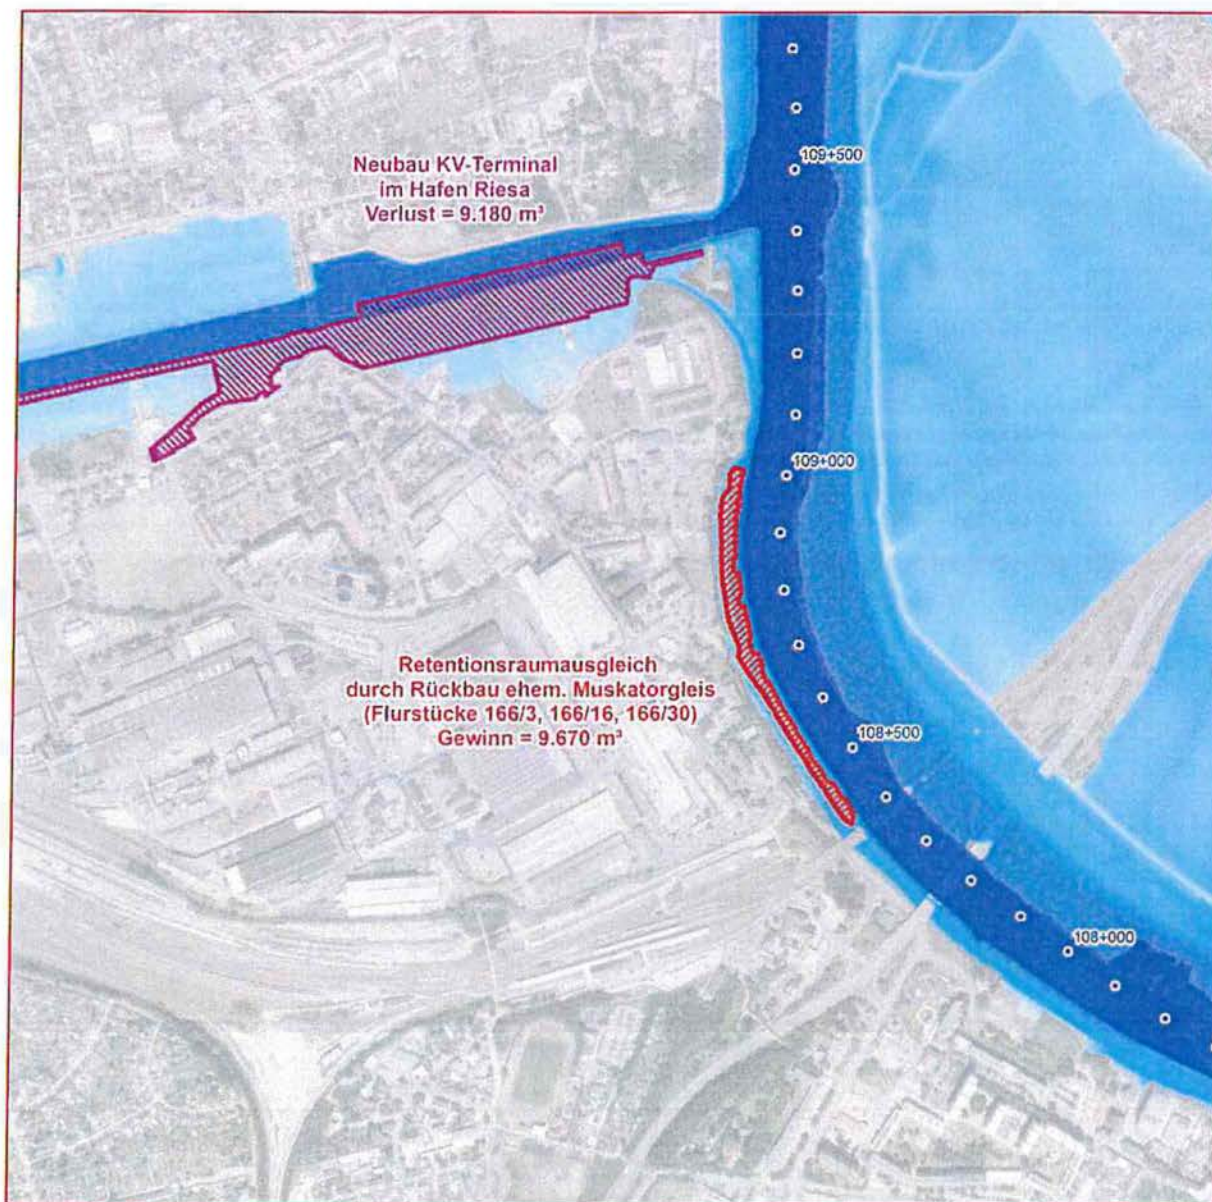 109+500
Neubau KV-Terminal
im Hafen Riesa
Verlust = 9.180 m³
109+000
Retentionsraumausgleich
durch Rückbau ehem. Muskatorgleis
(Flurstücke 166/3, 166/16, 166/30)
Gewinn = 9.670 m³
108+500
108+000